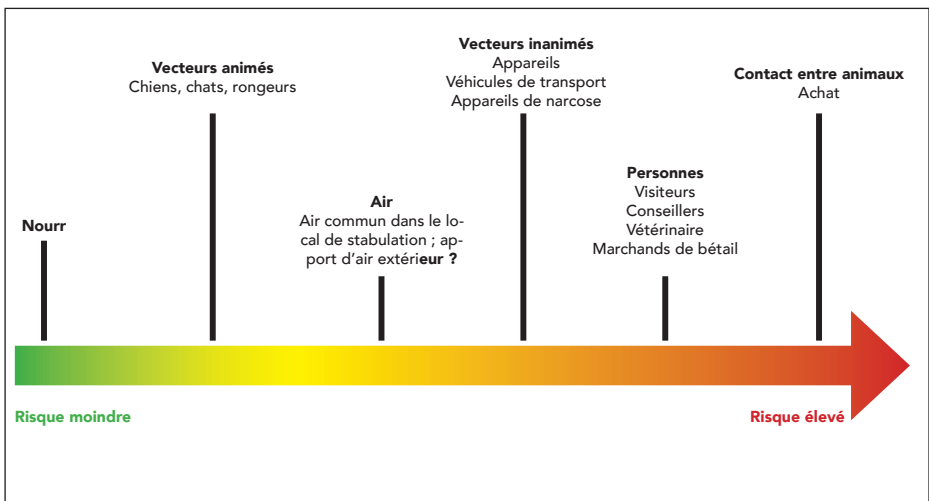 Nourr
Vecteurs animés
Chiens, chats, rongeurs
Air
Air commun dans le lo-
cal de stabulation ; ap-
port d’air extérieur ?
Vecteurs inanimés
Appareils
Véhicules de transport
Appareils de narcose
Personnes
Visiteurs
Conseillers
Vétérinaire
Marchands de bétail
Contact entre animaux
Achat
Risque moindre
Risque élevé